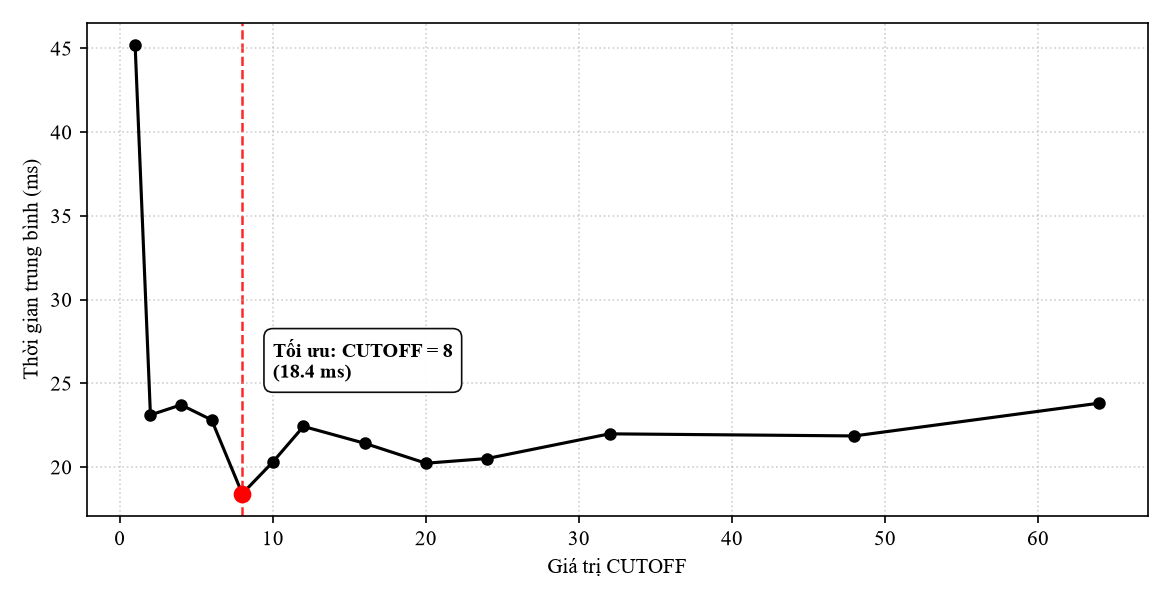 45
40
35
30
25
20
Thời gian trung bình (ms)
Tối ưu: CUTOFF = 8
(18.4 ms)
0 10 20 30 40 50 60
Giá trị CUTOFF